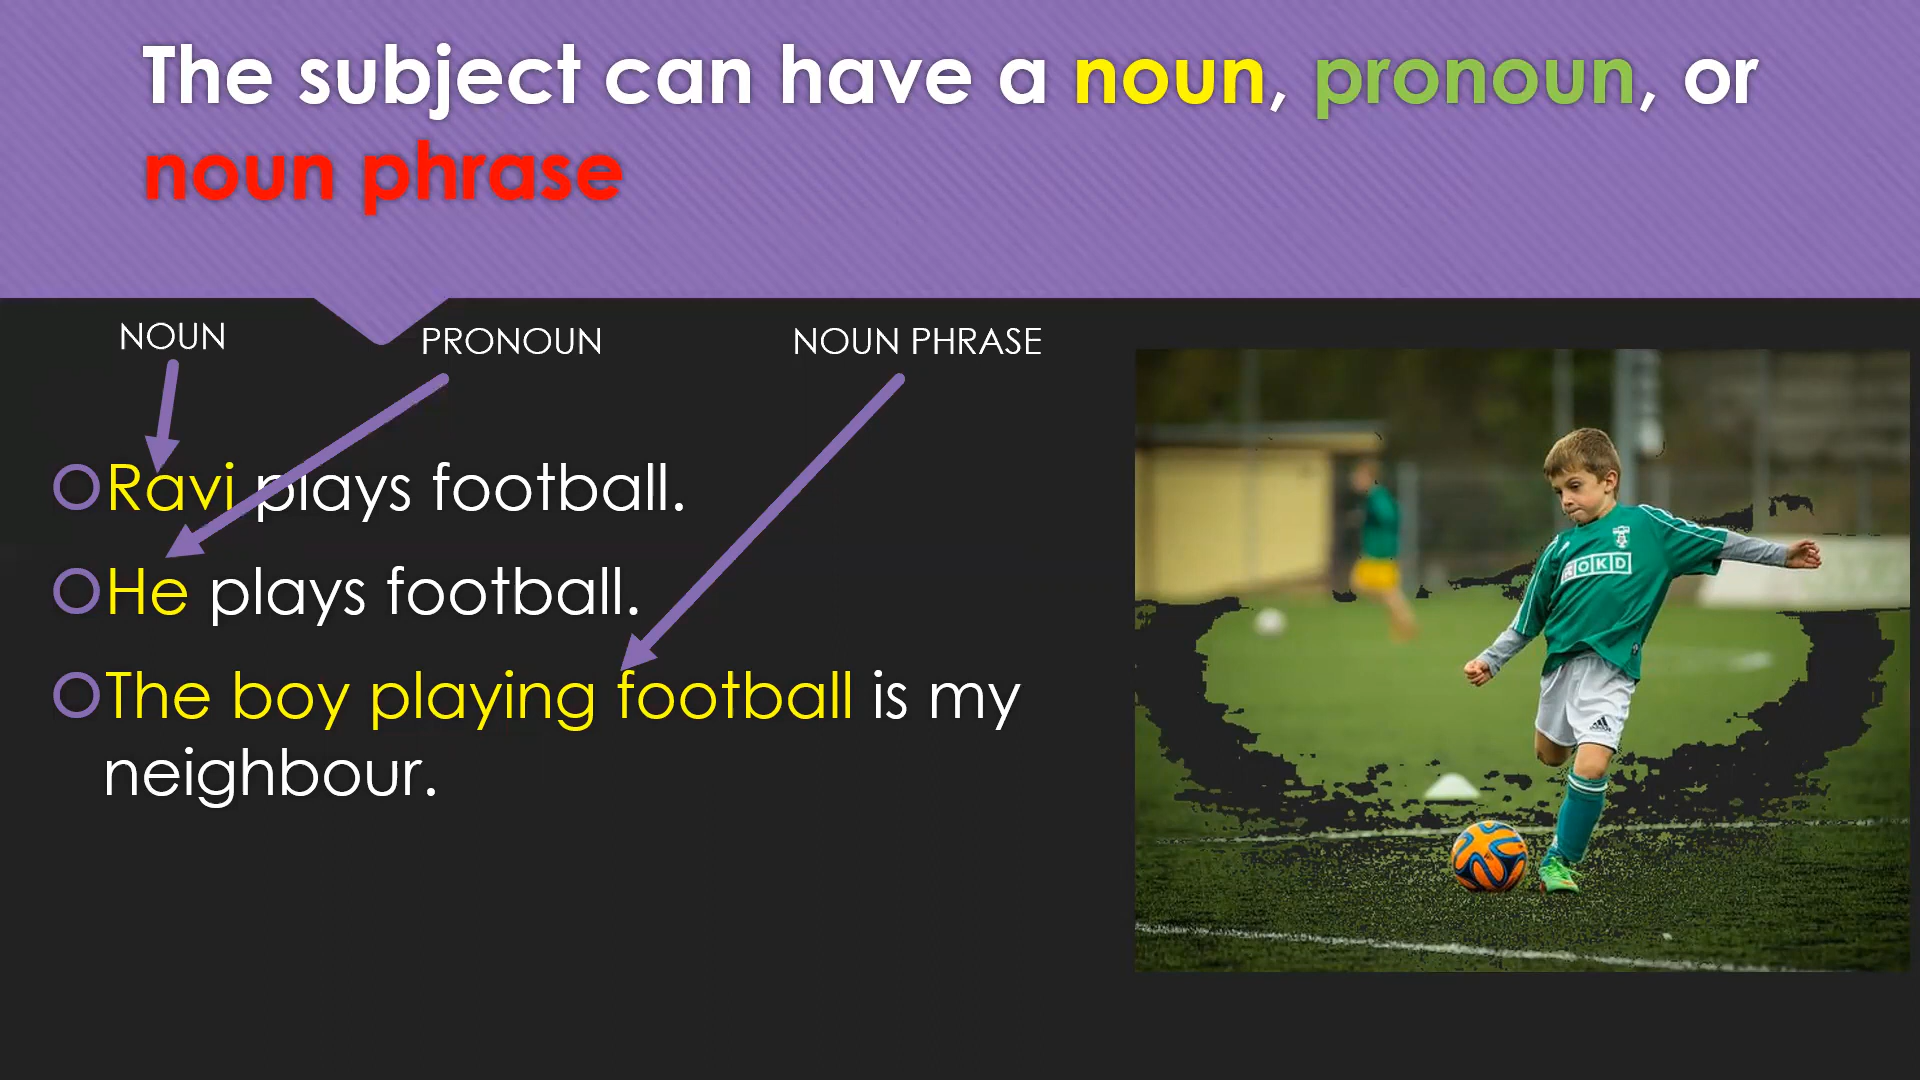 The subject can have a noun, pronoun, or
noun phrase
NOUN
PRONOUN
NOUN PHRASE
Ravi plays football.
He plays football.
The boy playing football is my
neighbour.
OKD